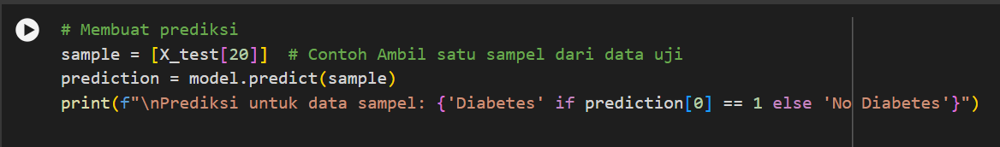 # Membuat prediksi
sample = [X_test[20]]  # Contoh Ambil satu sampel dari data uji
prediction = model.predict(sample)
print(f"\nPrediksi untuk data sampel: {'Diabetes' if prediction[0] == 1 else 'No Diabetes'}")